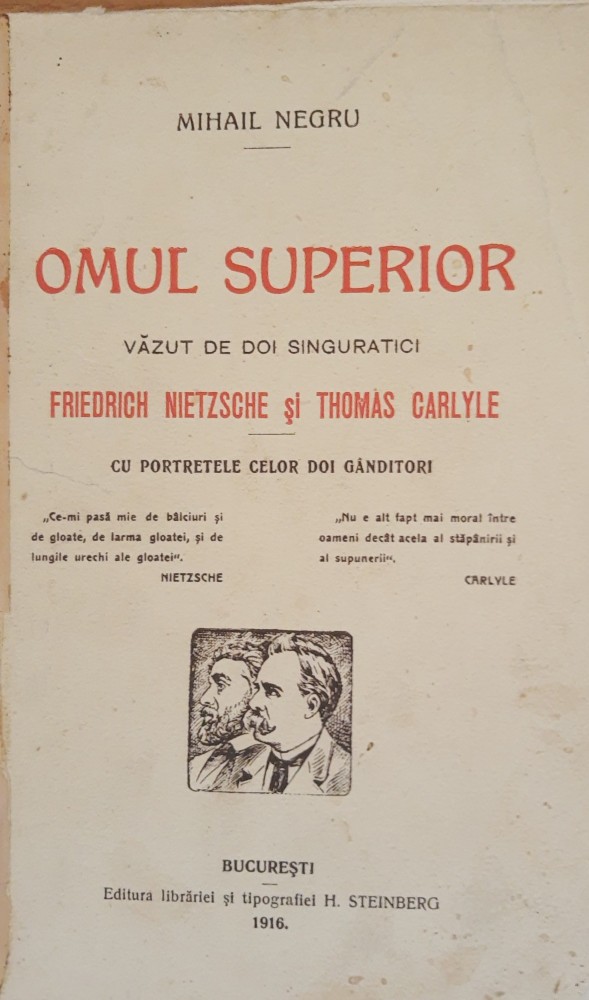 MIHAIL NEGRU
OMUL SUPERIOR
VĂZUT DE DOI SINGURATICI
FRIEDRICH NIETZSCHE şi THOMAS CARLYLE
CU PORTRETELE CELOR DOI GÂNDITORI
„Ce-mi pasă mie de bâlciuri şi
de gloate, de larma gloatei, şi de
lungile urechi ale gloatei“.
NIETZSCHE
„Nu e alt fapt mai moral între
oameni decât acela al stăpânirii şi
al supunerii“.
CARLYLE
BUCUREŞTI
Editura librăriei şi tipografiei H. STEINBERG
1916.